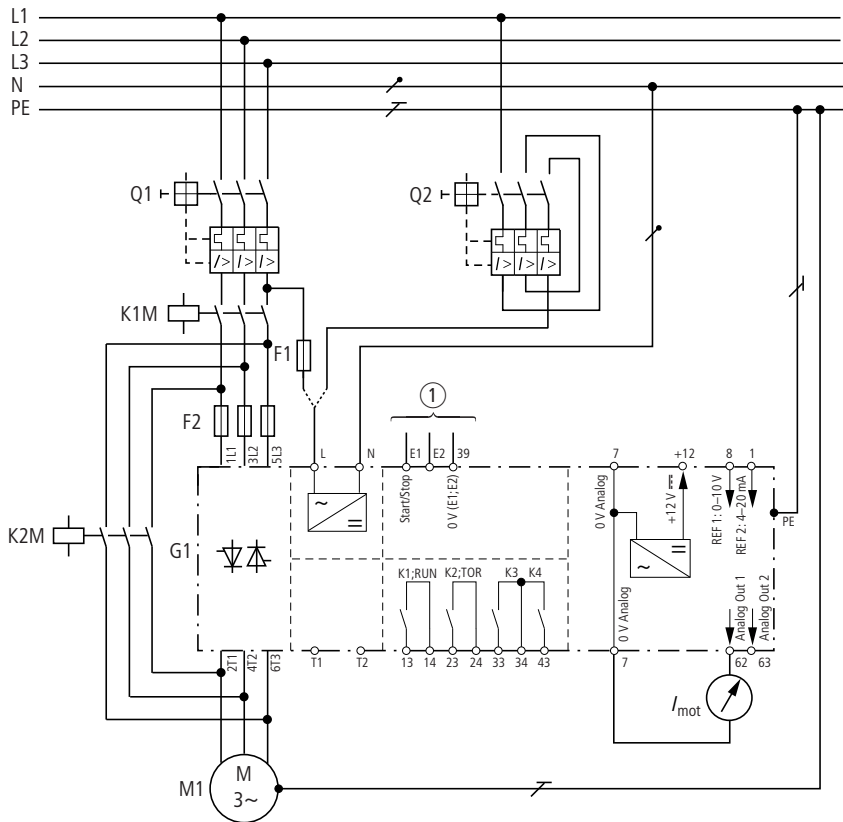 L1
L2
L3
N
PE
Q1
Q2
I> I> I>
I> I> I>
K1M
F1
1
F2
1L1
3L2
5L3
L
N
E1
E2
39
7
+12
8
1
Start/Stop
0 V (E1; E2)
0 V Analog
+12 V
REF 1: 0–10 V
REF 2: 4–20 mA
PE
~
=
~
=
K2M
G1
K1;RUN
K2;TOR
K3
K4
0 V Analog
Analog Out 1
Analog Out 2
2T1
4T2
6T3
T1
T2
13
14
23
24
33
34
43
7
62
63
Imot
M1
M
3~